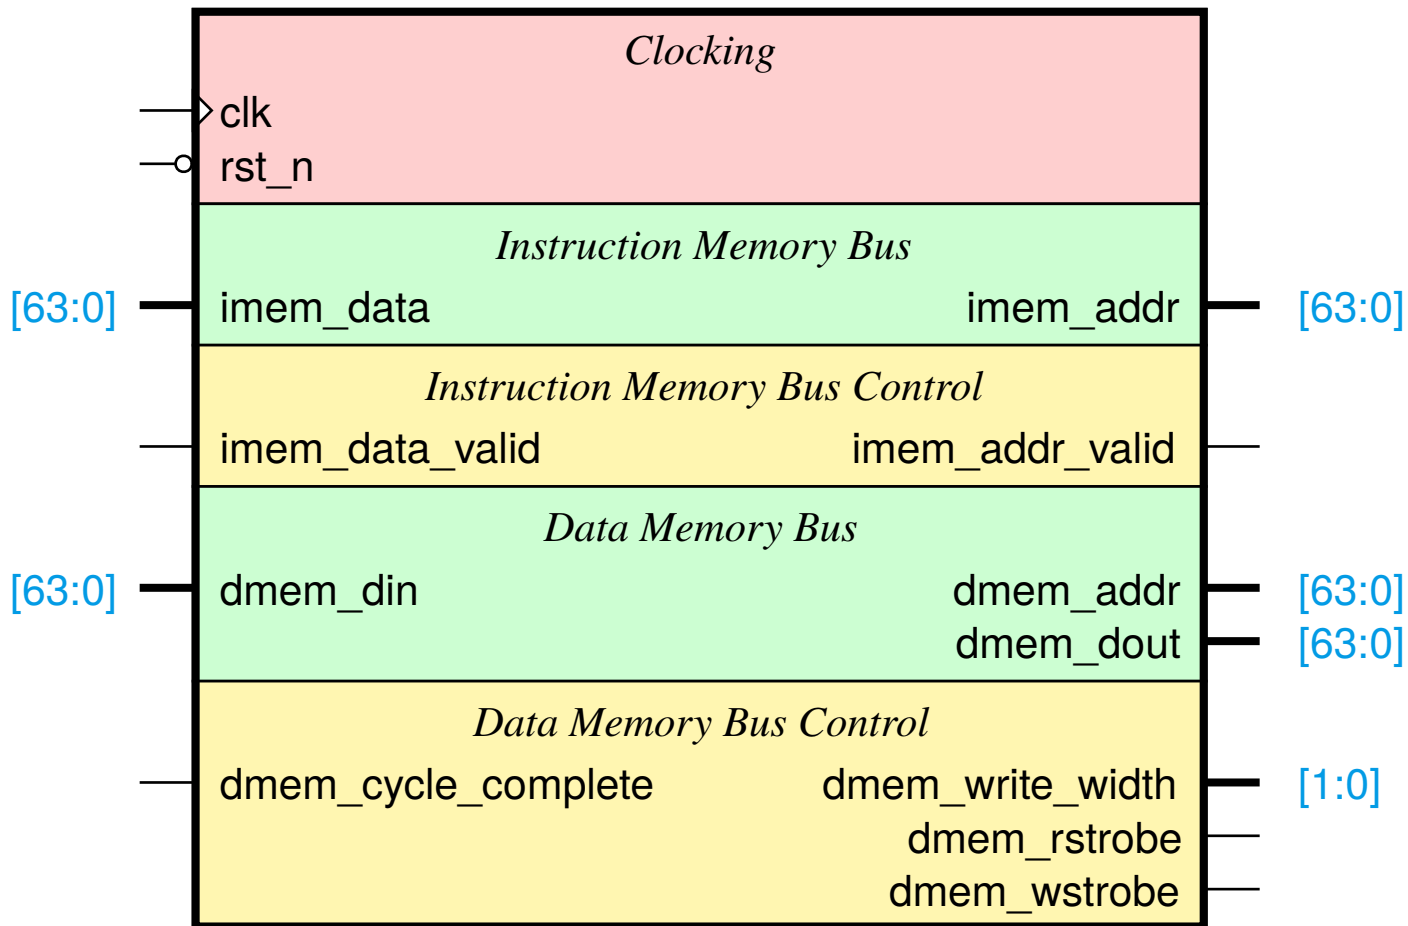 Clocking
clk
rst_n
Instruction Memory Bus
[63:0] imem_data imem_addr [63:0]
Instruction Memory Bus Control
imem_data_valid imem_addr_valid
Data Memory Bus
[63:0] dmem_din dmem_addr [63:0]
dmem_dout [63:0]
Data Memory Bus Control
dmem_cycle_complete dmem_write_width [1:0]
dmem_rstrobe
dmem_wstrobe